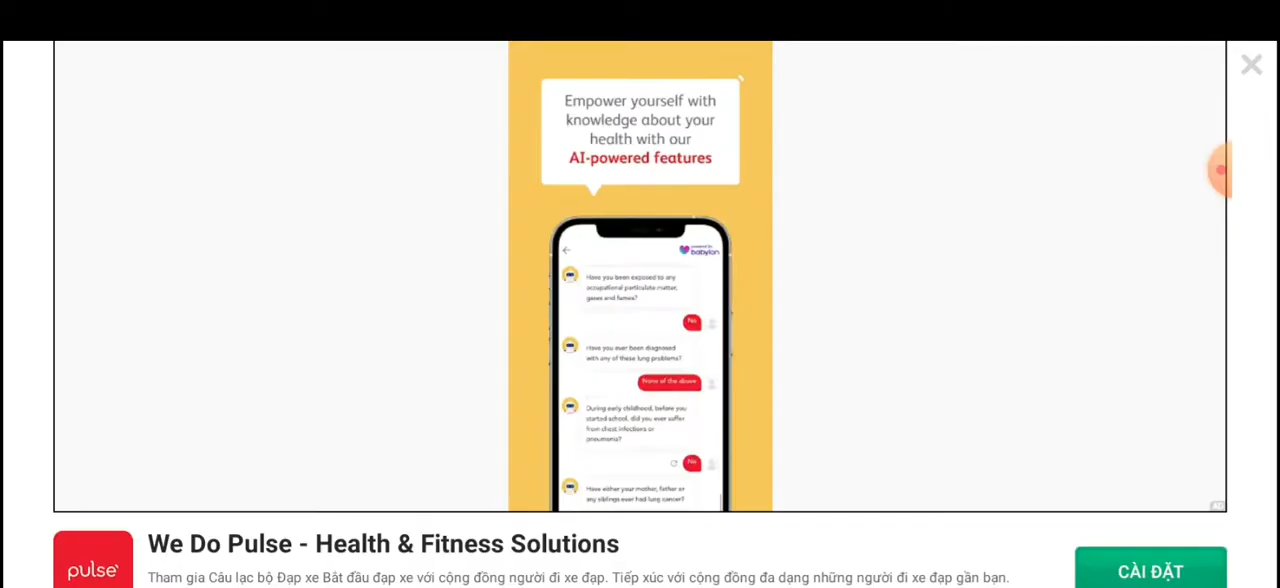 Empower yourself with
knowledge about your
health with our
AI-powered features
powered by
babylon
Have you been exposed to any
occupational particulate matter,
gases and fumes?
No
Have you ever been diagnosed
with any of these lung problems?
None of the above
During early childhood, before you
started school, did you ever suffer
from chest infections or
pneumonia?
No
Have either your mother, father or
any siblings ever had lung cancer?
AD
We Do Pulse - Health & Fitness Solutions
pulse
Tham gia Câu lạc bộ Đạp xe Bắt đầu đạp xe với cộng đồng người đi xe đạp. Tiếp xúc với cộng đồng đa dạng những người đi xe đạp gần bạn.
CÀI ĐẶT